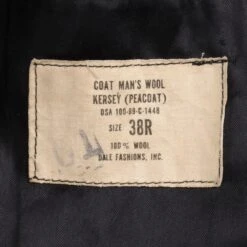 COAT MAN'S WOOL
KERSEY (PEACOAT)
DSA 100-69-C-1448
SIZE 38R
100% WOOL
DALE FASHIONS, INC.